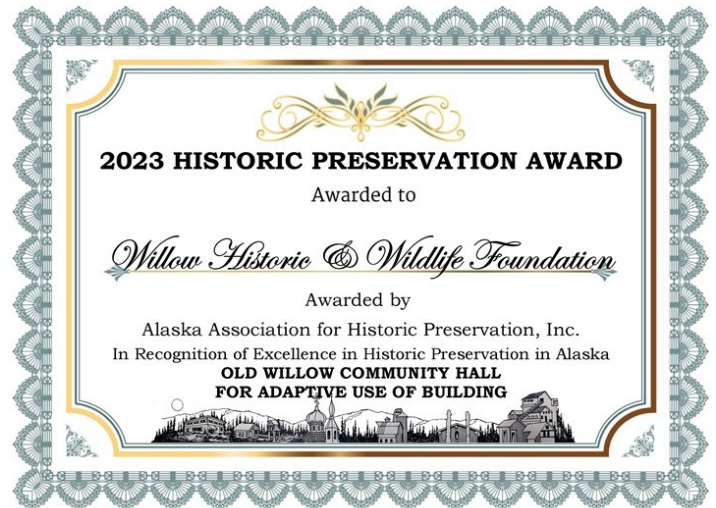 2023 HISTORIC PRESERVATION AWARD
Awarded to
Willow Historic & Wildlife Foundation
Awarded by
Alaska Association for Historic Preservation, Inc.
In Recognition of Excellence in Historic Preservation in Alaska
OLD WILLOW COMMUNITY HALL
FOR ADAPTIVE USE OF BUILDING